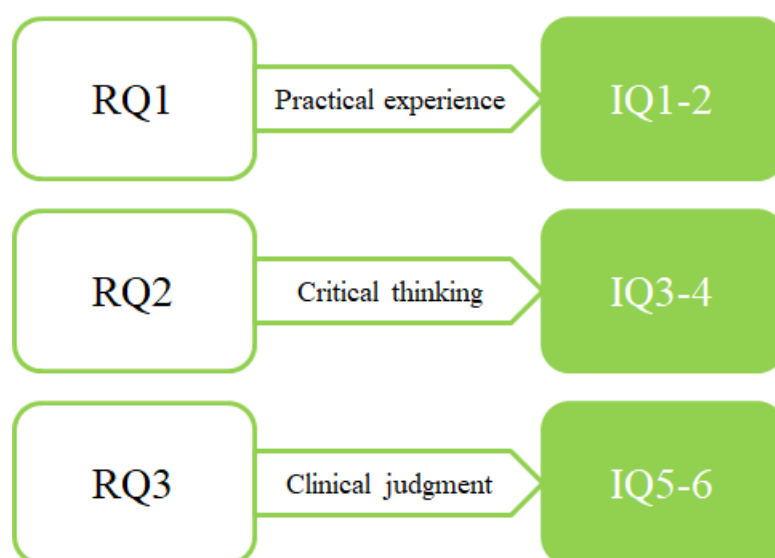 RQ1
Practical experience
IQ1-2
RQ2
Critical thinking
IQ3-4
RQ3
Clinical judgment
IQ5-6